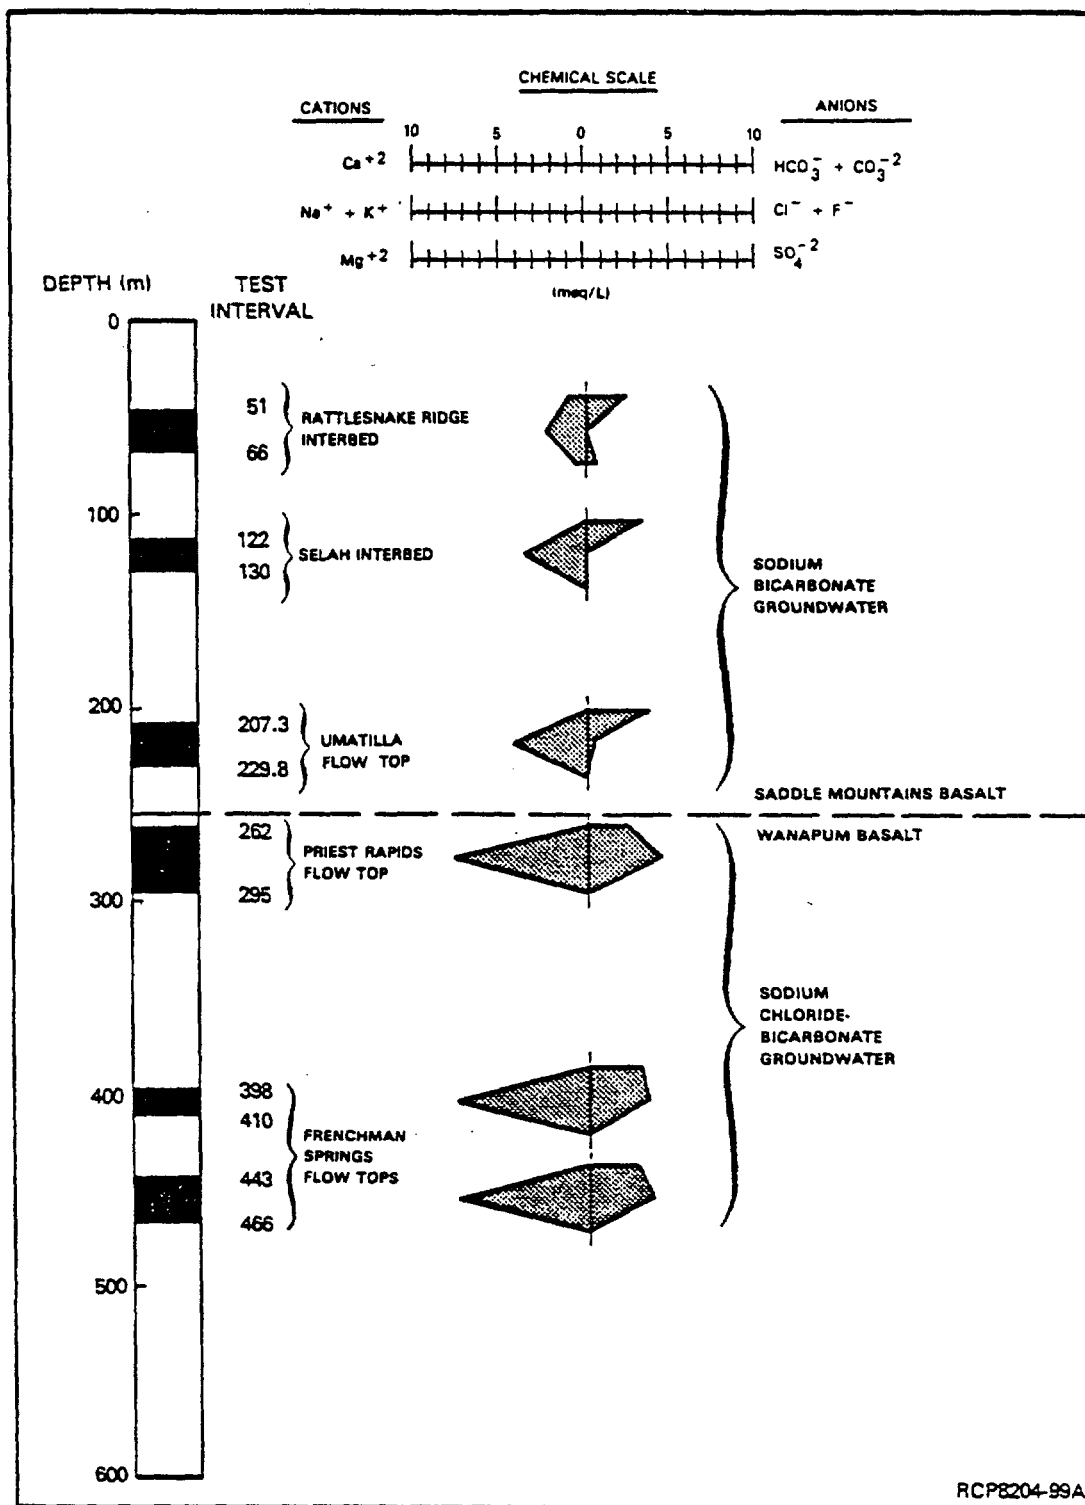 CHEMICAL SCALE
CATIONS
ANIONS
10 5 0 5 10
Ca+2 HCO3- + CO3-2
Na+ + K+ Cl- + F-
Mg+2 SO4-2
(meq/L)
DEPTH (m)
TEST
INTERVAL
0
51
66
RATTLESNAKE RIDGE
INTERBED
100
122
130
SELAH INTERBED
SODIUM
BICARBONATE
GROUNDWATER
200
207.3
229.8
UMATILLA
FLOW TOP
SADDLE MOUNTAINS BASALT
WANAPUM BASALT
262
295
PRIEST RAPIDS
FLOW TOP
300
SODIUM
CHLORIDE-
BICARBONATE
GROUNDWATER
400
398
410
443
466
FRENCHMAN
SPRINGS
FLOW TOPS
500
600
RCP8204-99A